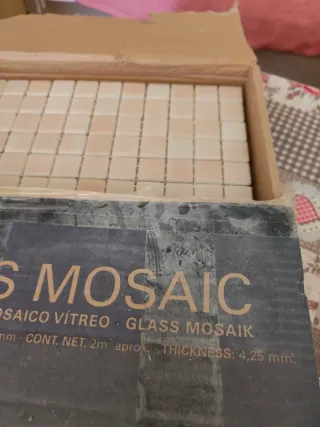 S MOSAIC
OSAICO VÍTREO · GLASS MOSAIK
mm - CONT. NET. 2m² aprox. - THICKNESS: 4,25 mm.